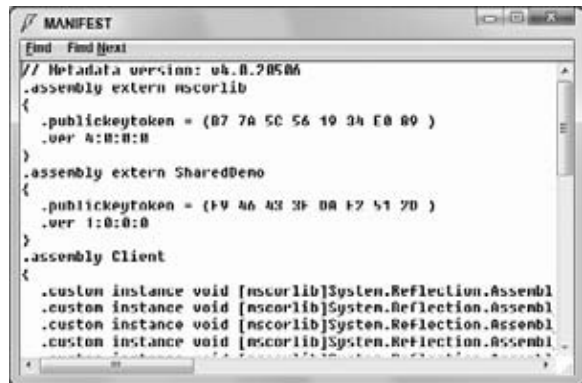 MANIFEST
Find Find Next
// Metadata version: v4.0.20506
.assembly extern mscorlib
{
.publickeytoken = (B7 7A 5C 56 19 34 E0 89 )
.ver 4:0:0:0
}
.assembly extern SharedDemo
{
.publickeytoken = (F9 46 43 3F DA F2 51 2D )
.ver 1:0:0:0
}
.assembly Client
{
.custom instance void [mscorlib]System.Reflection.Assembl
.custom instance void [mscorlib]System.Reflection.Assembl
.custom instance void [mscorlib]System.Reflection.Assembl
.custom instance void [mscorlib]System.Reflection.Assembl